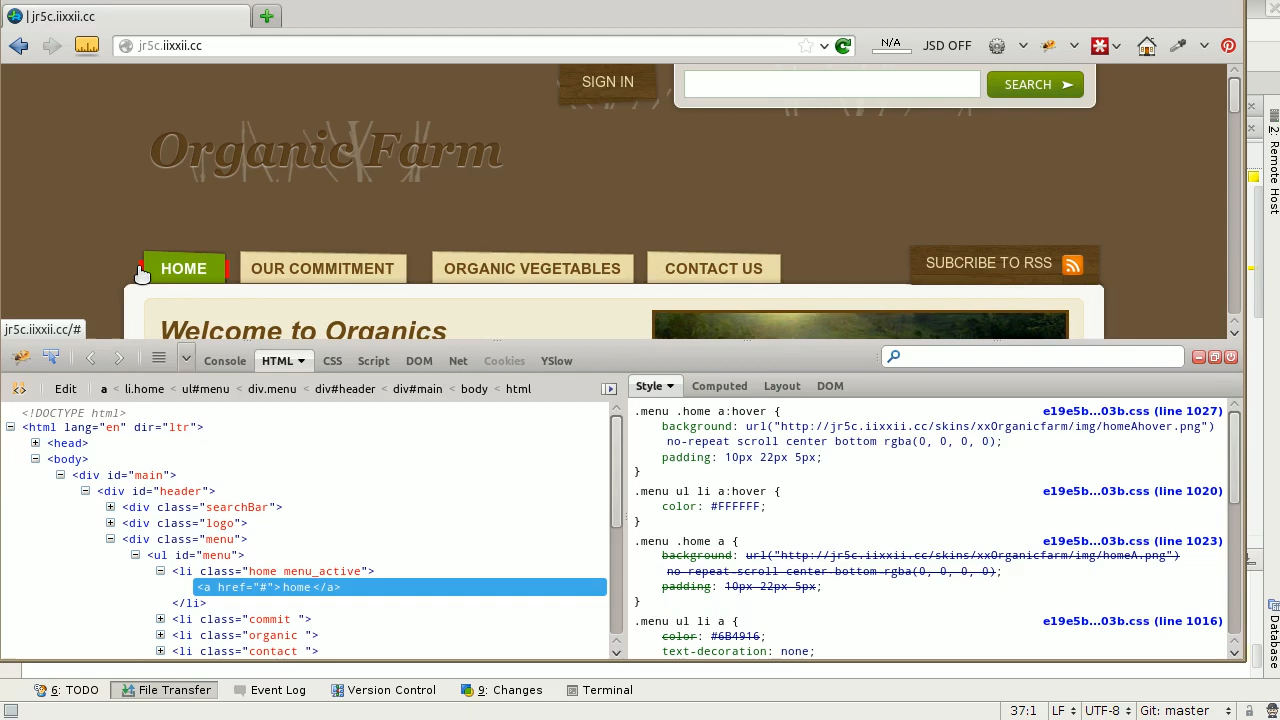 | jr5c.iixxii.cc
jr5c.iixxii.cc
N/A
JSD OFF
SIGN IN
SEARCH
Organic Farm
HOME
OUR COMMITMENT
ORGANIC VEGETABLES
CONTACT US
SUBCRIBE TO RSS
Welcome to Organics
jr5c.iixxii.cc/#
Console
HTML
CSS
Script
DOM
Net
Cookies
YSlow
Edit
a < li.home < ul#menu < div.menu < div#header < div#main < body < html
<!DOCTYPE html>
<html lang="en" dir="ltr">
<head>
<body>
<div id="main">
<div id="header">
<div class="searchBar">
<div class="logo">
<div class="menu">
<ul id="menu">
<li class="home menu_active">
<a href="#">home</a>
</li>
<li class="commit ">
<li class="organic ">
<li class="contact ">
Style
Computed
Layout
DOM
.menu .home a:hover {
e19e5b...03b.css (line 1027)
background: url("http://jr5c.iixxii.cc/skins/xxOrganicfarm/img/homeAhover.png")
no-repeat scroll center bottom rgba(0, 0, 0, 0);
padding: 10px 22px 5px;
}
.menu ul li a:hover {
e19e5b...03b.css (line 1020)
color: #FFFFFF;
}
.menu .home a {
e19e5b...03b.css (line 1023)
background: url("http://jr5c.iixxii.cc/skins/xxOrganicfarm/img/homeA.png")
no-repeat scroll center bottom rgba(0, 0, 0, 0);
padding: 10px 22px 5px;
}
.menu ul li a {
e19e5b...03b.css (line 1016)
color: #6B4916;
text-decoration: none;
2: Remote Host
Database
6: TODO
File Transfer
Event Log
Version Control
9: Changes
Terminal
37:1
LF
UTF-8
Git: master